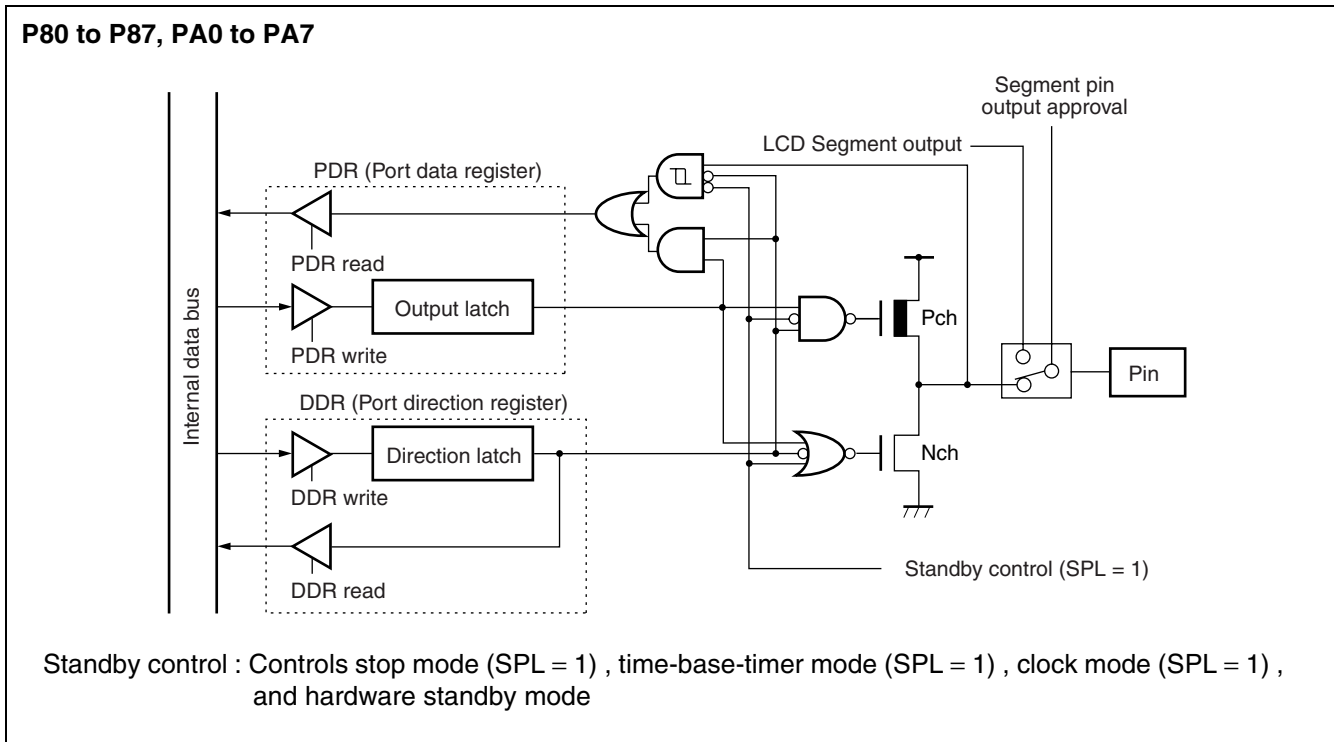 P80 to P87, PA0 to PA7
Segment pin
output approval
LCD Segment output
PDR (Port data register)
PDR read
Output latch
Pch
PDR write
Pin
Internal data bus
DDR (Port direction register)
Direction latch
Nch
DDR write
Standby control (SPL = 1)
DDR read
Standby control : Controls stop mode (SPL = 1) , time-base-timer mode (SPL = 1) , clock mode (SPL = 1) ,
and hardware standby mode